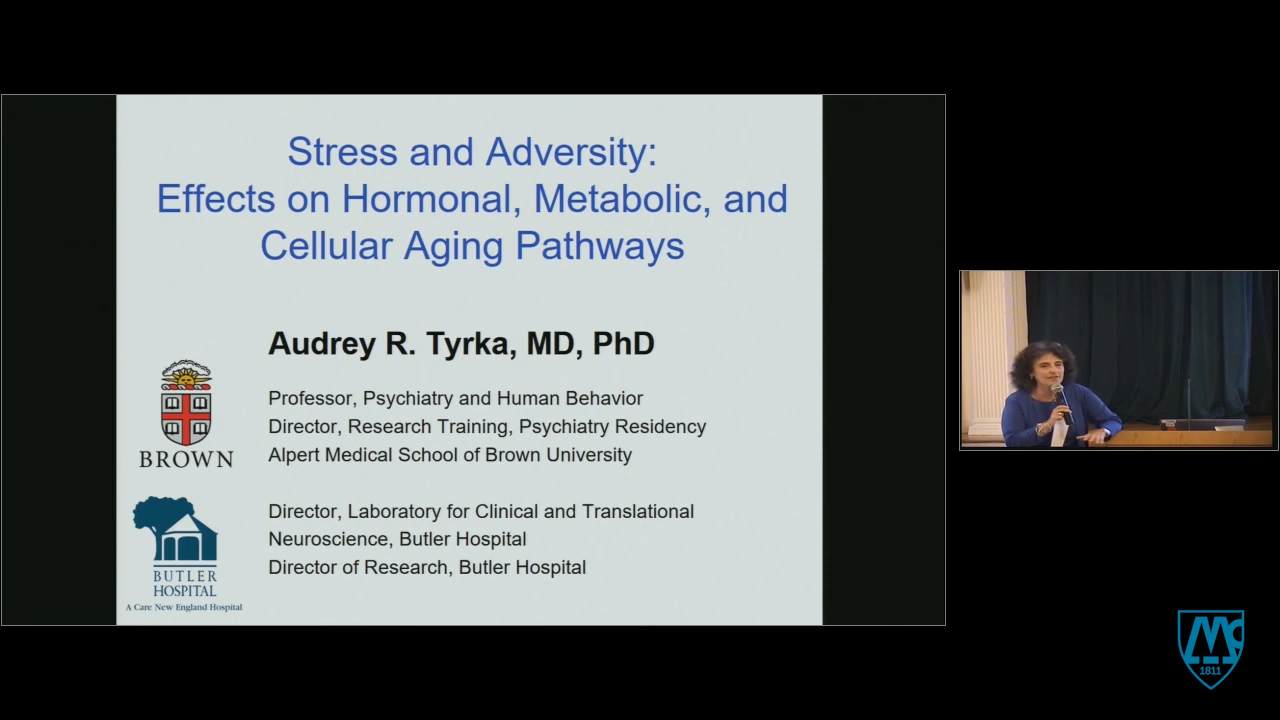 Stress and Adversity:
Effects on Hormonal, Metabolic, and
Cellular Aging Pathways
Audrey R. Tyrka, MD, PhD
Professor, Psychiatry and Human Behavior
Director, Research Training, Psychiatry Residency
Alpert Medical School of Brown University
BROWN
Director, Laboratory for Clinical and Translational
Neuroscience, Butler Hospital
Director of Research, Butler Hospital
BUTLER
HOSPITAL
A Care New England Hospital
Mc
1811